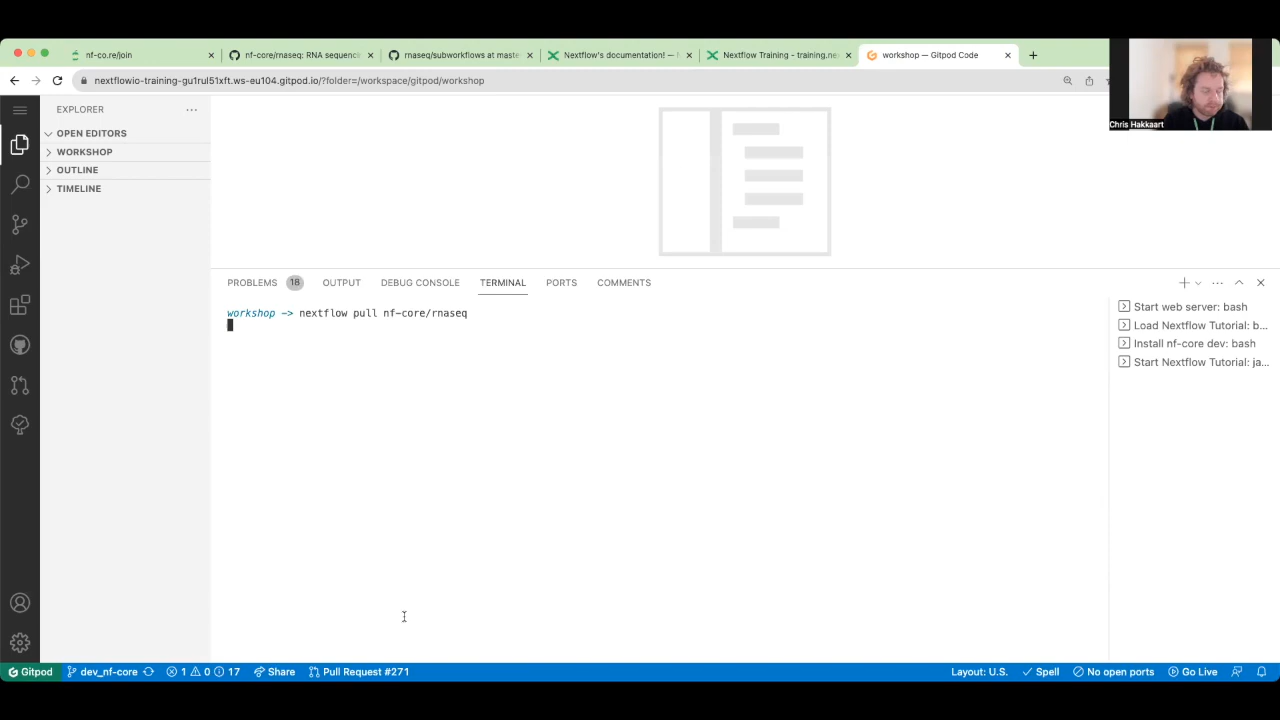 nf-co.re/join
nf-core/rnaseq: RNA sequenci
rnaseq/subworkflows at maste
Nextflow's documentation! —
Nextflow Training - training.ne
workshop — Gitpod Code
nextflowio-training-gu1rul51xft.ws-eu104.gitpod.io/?folder=/workspace/gitpod/workshop
Chris Hakkaart
EXPLORER
OPEN EDITORS
WORKSHOP
OUTLINE
TIMELINE
PROBLEMS 18 OUTPUT DEBUG CONSOLE TERMINAL PORTS COMMENTS
workshop -> nextflow pull nf-core/rnaseq
Start web server: bash
Load Nextflow Tutorial: b...
Install nf-core dev: bash
Start Nextflow Tutorial: ja...
Gitpod dev_nf-core 1 0 17 Share Pull Request #271 Layout: U.S. Spell No open ports Go Live